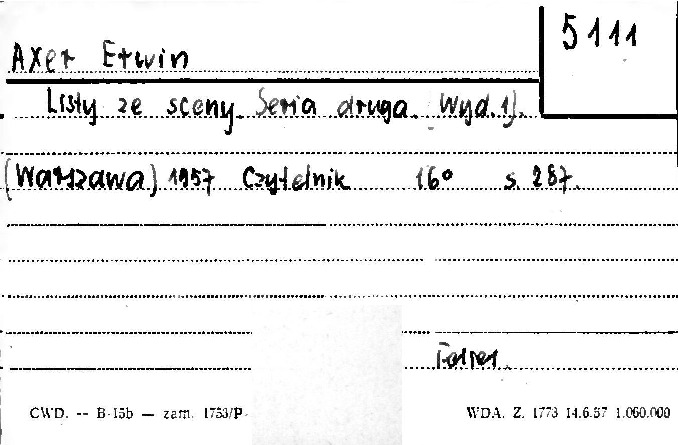 5111
Axer Erwin
Listy ze sceny. Seria druga. [Wyd. 1].
(Warszawa) 1957 Czytelnik 16° s. 287.
CWD. -- B-15b — zam. 1753/P
WDA. Z. 1773 14.6.57 1.060.000